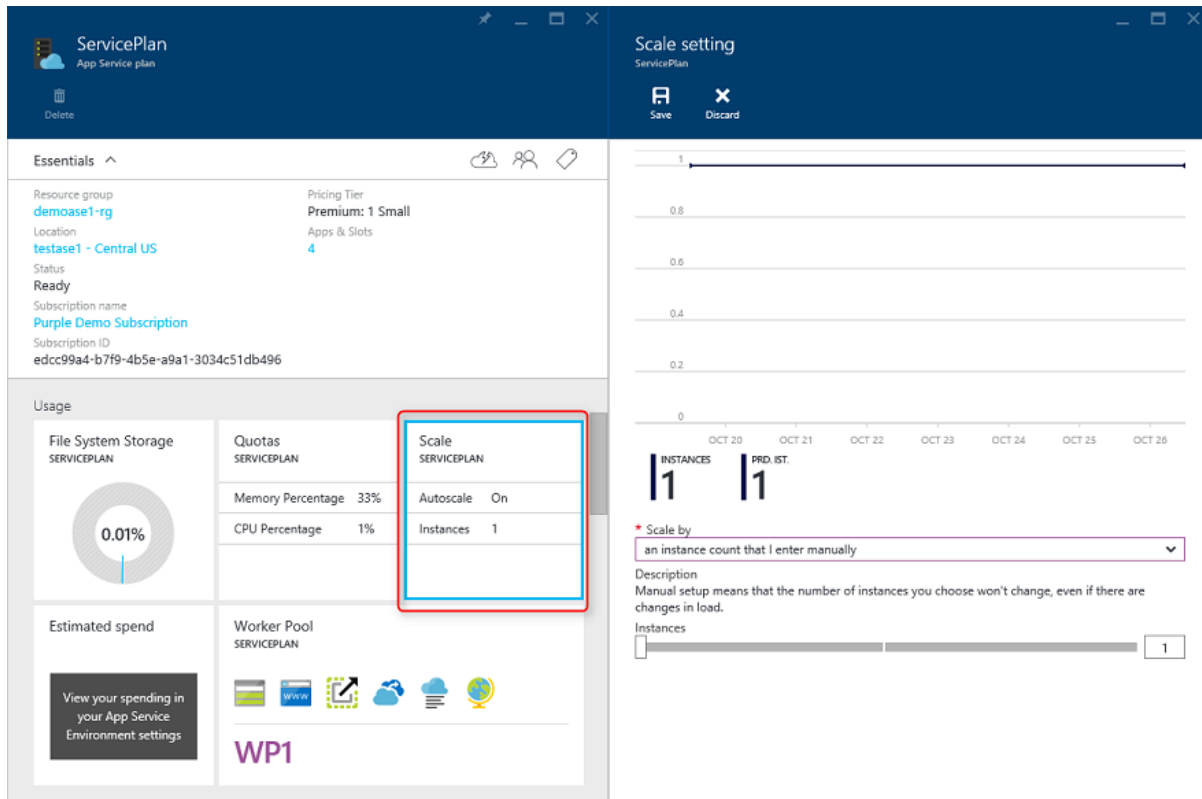 ServicePlan
App Service plan
Delete
Essentials
Resource group
demoase1-rg
Pricing Tier
Premium: 1 Small
Location
testase1 - Central US
Apps & Slots
4
Status
Ready
Subscription name
Purple Demo Subscription
Subscription ID
edcc99a4-b7f9-4b5e-a9a1-3034c51db496
Usage
File System Storage
SERVICEPLAN
0.01%
Quotas
SERVICEPLAN
Memory Percentage 33%
CPU Percentage 1%
Scale
SERVICEPLAN
Autoscale On
Instances 1
Estimated spend
View your spending in
your App Service
Environment settings
Worker Pool
SERVICEPLAN
www
WP1
Scale setting
ServicePlan
Save
Discard
1
0.8
0.6
0.4
0.2
0
OCT 20 OCT 21 OCT 22 OCT 23 OCT 24 OCT 25 OCT 26
INSTANCES
1
PRD. IST.
1
* Scale by
an instance count that I enter manually
Description
Manual setup means that the number of instances you choose won't change, even if there are
changes in load.
Instances
1